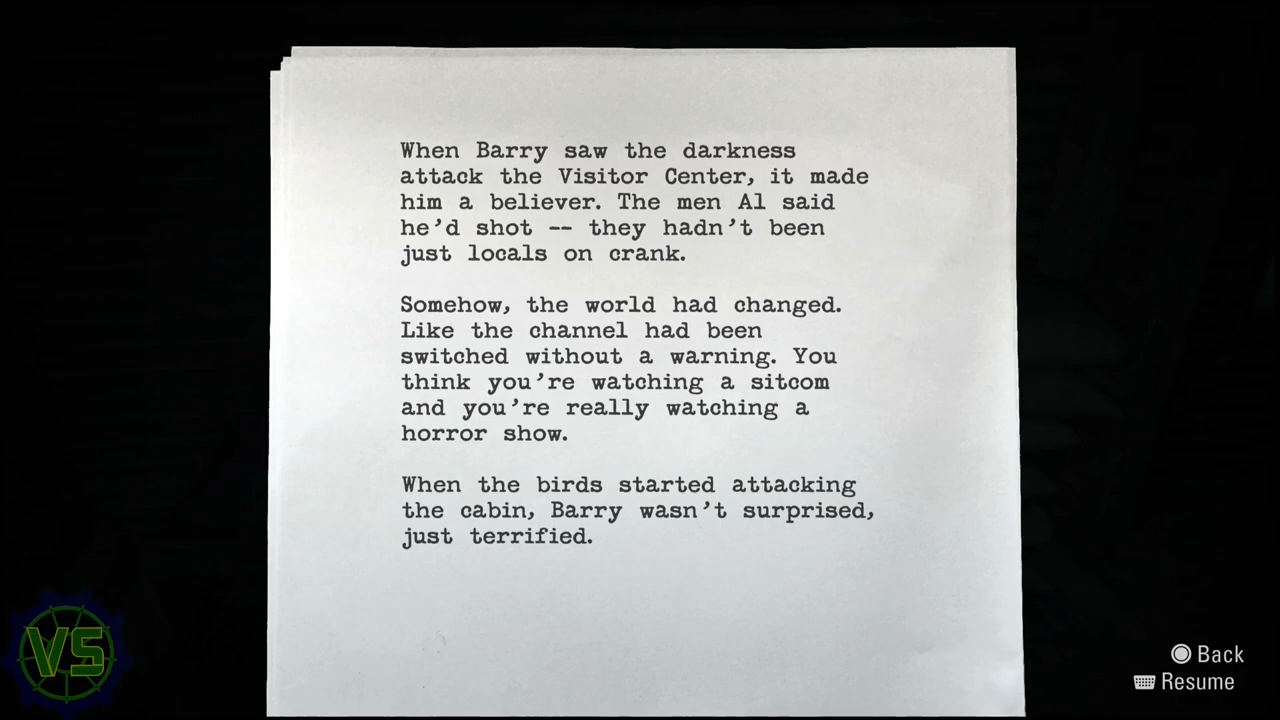 When Barry saw the darkness
attack the Visitor Center, it made
him a believer. The men Al said
he’d shot -- they hadn’t been
just locals on crank.
Somehow, the world had changed.
Like the channel had been
switched without a warning. You
think you’re watching a sitcom
and you’re really watching a
horror show.
When the birds started attacking
the cabin, Barry wasn’t surprised,
just terrified.
VS
Back
Resume